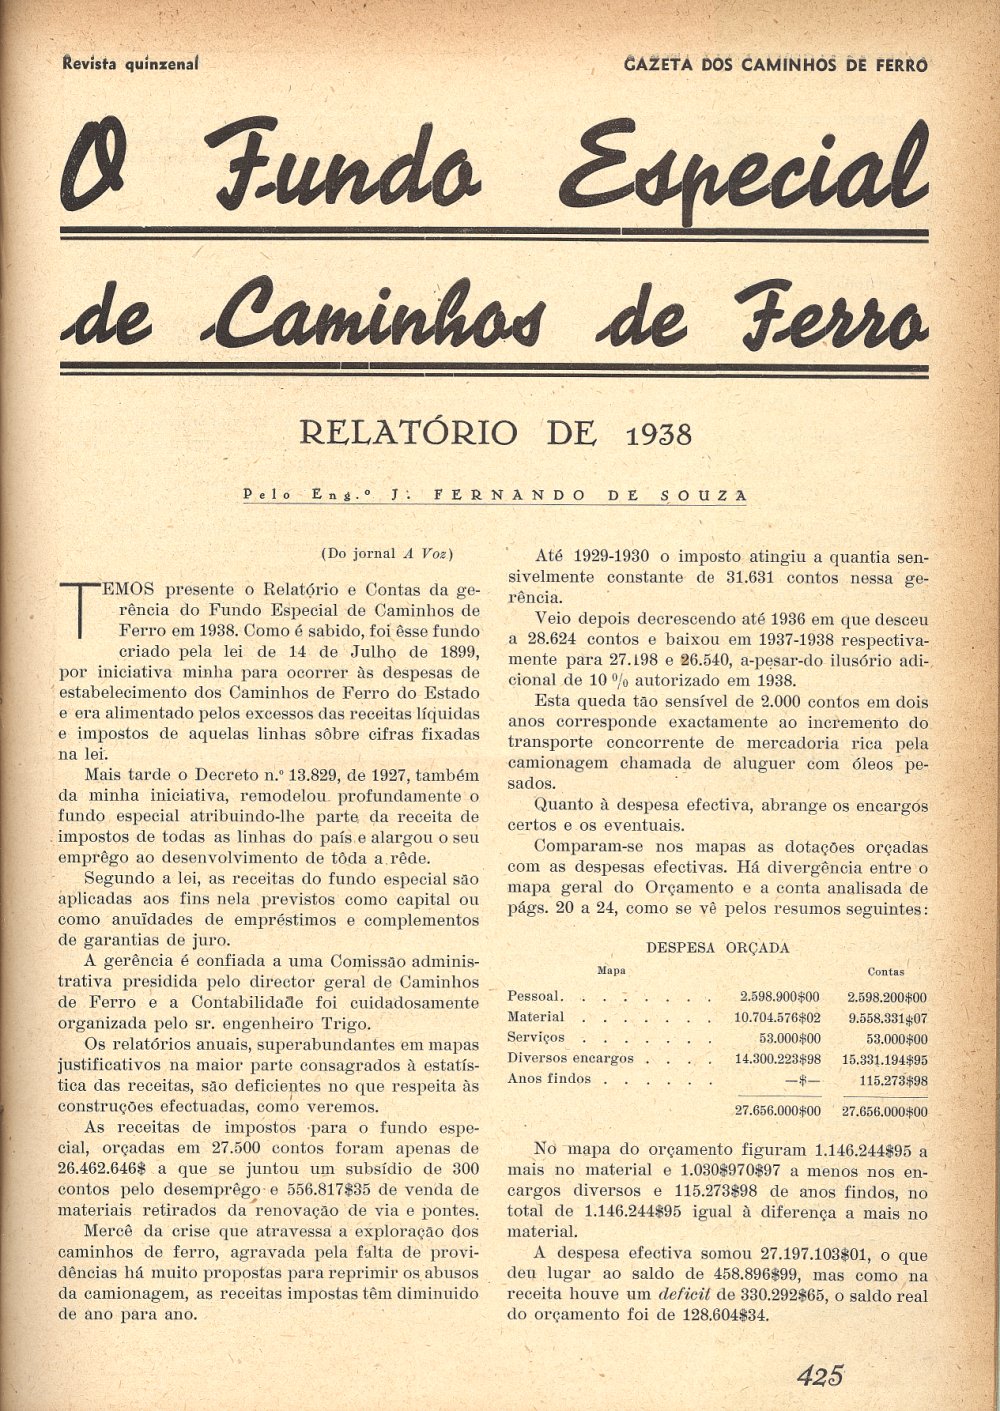 Revista quinzenal
GAZETA DOS CAMINHOS DE FERRO
O Fundo Especial
de Caminhos de Ferro
RELATÓRIO DE 1938
Pelo Eng.º J. FERNANDO DE SOUZA
(Do jornal A Voz)
TEMOS presente o Relatório e Contas da ge-
rência do Fundo Especial de Caminhos de
Ferro em 1938. Como é sabido, foi êsse fundo
criado pela lei de 14 de Julho de 1899,
por iniciativa minha para ocorrer às despesas de
estabelecimento dos Caminhos de Ferro do Estado
e era alimentado pelos excessos das receitas líquidas
e impostos de aquelas linhas sôbre cifras fixadas
na lei.
Mais tarde o Decreto n.º 13.829, de 1927, também
da minha iniciativa, remodelou profundamente o
fundo especial atribuindo-lhe parte da receita de
impostos de todas as linhas do país e alargou o seu
emprêgo ao desenvolvimento de tôda a rêde.
Segundo a lei, as receitas do fundo especial são
aplicadas aos fins nela previstos como capital ou
como anuïdades de empréstimos e complementos
de garantias de juro.
A gerência é confiada a uma Comissão adminis-
trativa presidida pelo director geral de Caminhos
de Ferro e a Contabilidade foi cuidadosamente
organizada pelo sr. engenheiro Trigo.
Os relatórios anuais, superabundantes em mapas
justificativos na maior parte consagrados à estatís-
tica das receitas, são deficientes no que respeita às
construções efectuadas, como veremos.
As receitas de impostos para o fundo espe-
cial, orçadas em 27.500 contos foram apenas de
26.462.646$ a que se juntou um subsídio de 300
contos pelo desemprêgo e 556.817$35 de venda de
materiais retirados da renovação de via e pontes.
Mercê da crise que atravessa a exploração dos
caminhos de ferro, agravada pela falta de provi-
dências há muito propostas para reprimir os abusos
da camionagem, as receitas impostas têm diminuido
de ano para ano.
Até 1929-1930 o imposto atingiu a quantia sen-
sivelmente constante de 31.631 contos nessa ge-
rência.
Veio depois decrescendo até 1936 em que desceu
a 28.624 contos e baixou em 1937-1938 respectiva-
mente para 27.198 e 26.540, a-pesar-do ilusório adi-
cional de 10 % autorizado em 1938.
Esta queda tão sensível de 2.000 contos em dois
anos corresponde exactamente ao incremento do
transporte concorrente de mercadoria rica pela
camionagem chamada de aluguer com óleos pe-
sados.
Quanto à despesa efectiva, abrange os encargos
certos e os eventuais.
Comparam-se nos mapas as dotações orçadas
com as despesas efectivas. Há divergência entre o
mapa geral do Orçamento e a conta analisada de
págs. 20 a 24, como se vê pelos resumos seguintes:
DESPESA ORÇADA
Mapa Contas
Pessoal. . . . . . . . 2.598.900$00 2.598.200$00
Material . . . . . . . 10.704.576$02 9.558.331$07
Serviços . . . . . . . 53.000$00 53.000$00
Diversos encargos . . . . 14.300.223$98 15.331.194$95
Anos findos . . . . . . —$— 115.273$98
27.656.000$00 27.656.000$00
No mapa do orçamento figuram 1.146.244$95 a
mais no material e 1.030$970$97 a menos nos en-
cargos diversos e 115.273$98 de anos findos, no
total de 1.146.244$95 igual à diferença a mais no
material.
A despesa efectiva somou 27.197.103$01, o que
deu lugar ao saldo de 458.896$99, mas como na
receita houve um deficit de 330.292$65, o saldo real
do orçamento foi de 128.604$34.
425